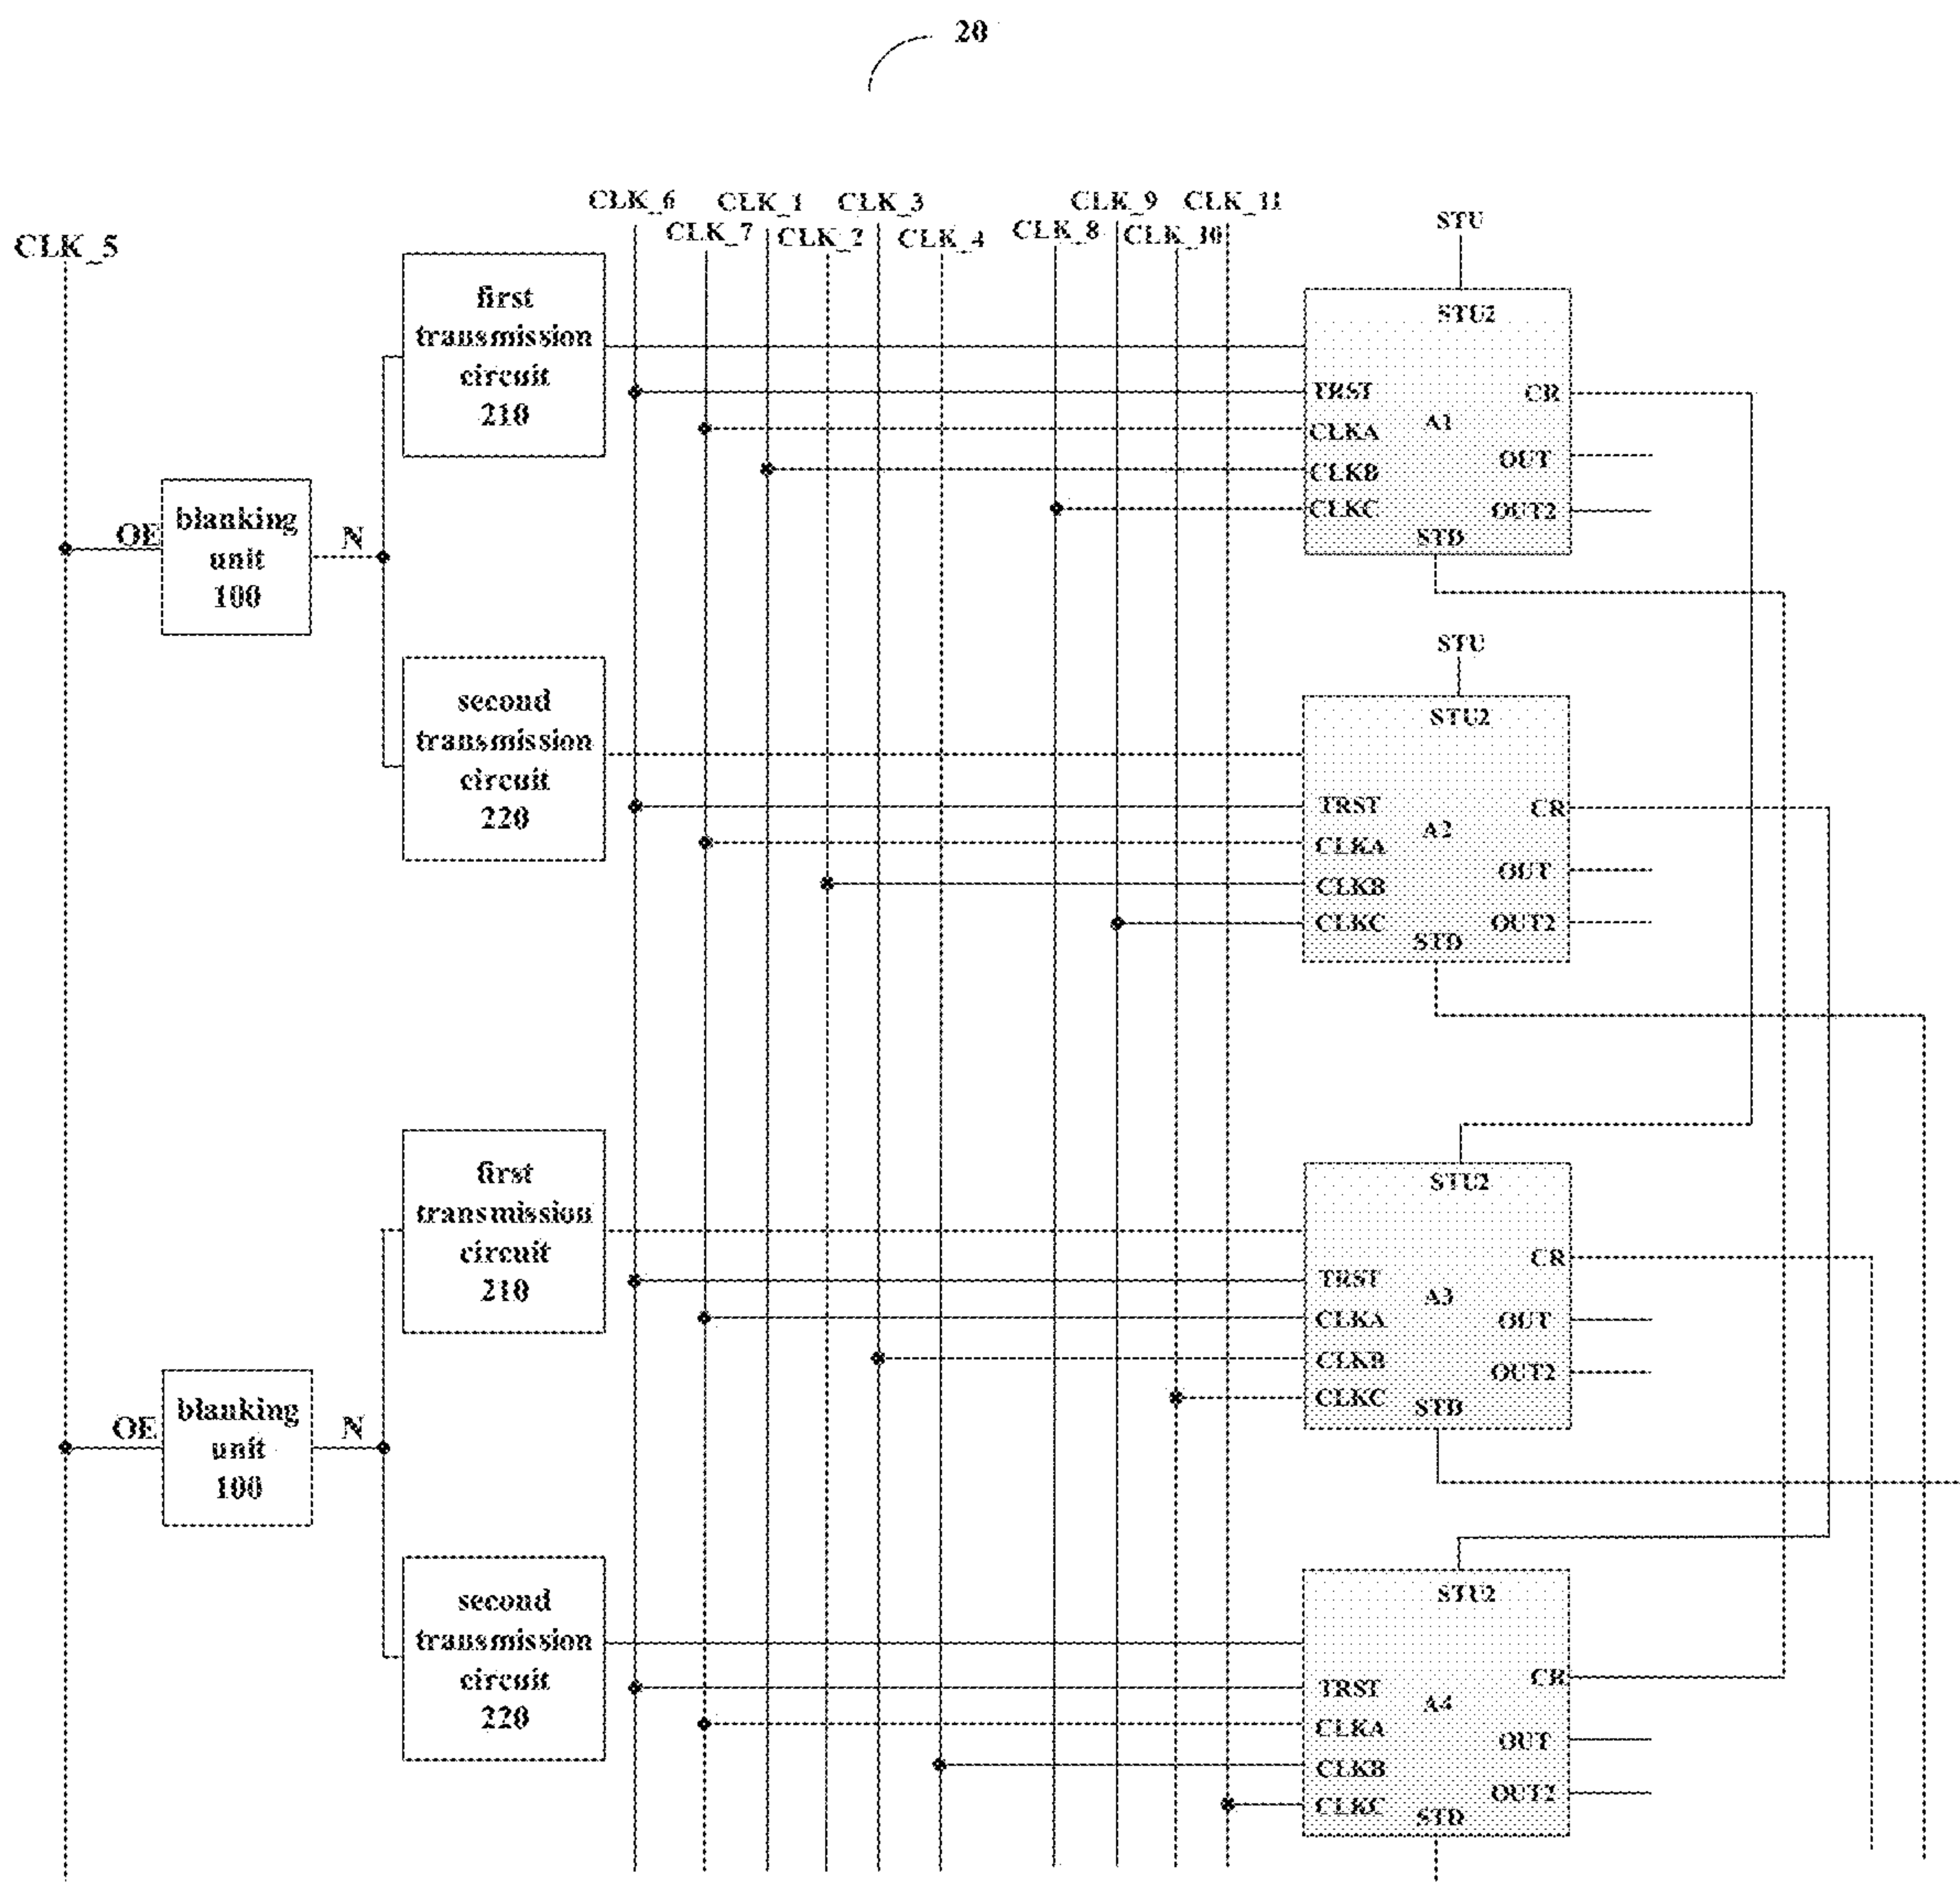 20
CLK_6
CLK_1
CLK_3
CLK_9
CLK_11
CLK_5
CLK_7
CLK_2
CLK_4
CLK_8
CLK_10
STU
first
transmission
circuit
210
STU2
TRST
CLKA
CLKB
CLKC
A1
CR
OUT
OUT2
STD
OE
blanking
unit
100
N
STU
second
transmission
circuit
220
STU2
TRST
CLKA
CLKB
CLKC
A2
CR
OUT
OUT2
STD
first
transmission
circuit
210
STU2
TRST
CLKA
CLKB
CLKC
A3
CR
OUT
OUT2
STD
OE
blanking
unit
100
N
second
transmission
circuit
220
STU2
TRST
CLKA
CLKB
CLKC
A4
CR
OUT
OUT2
STD